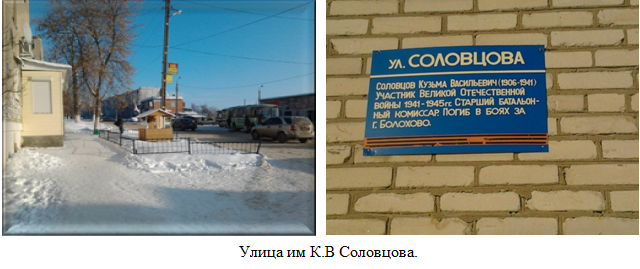 ул. Соловцова
Соловцов Кузьма Васильевич (1906-1941)
участник Великой Отечественной
войны 1941-1945гг. Старший батальон-
ный комиссар. Погиб в боях за
г. Болохово.
Улица им К.В Соловцова.